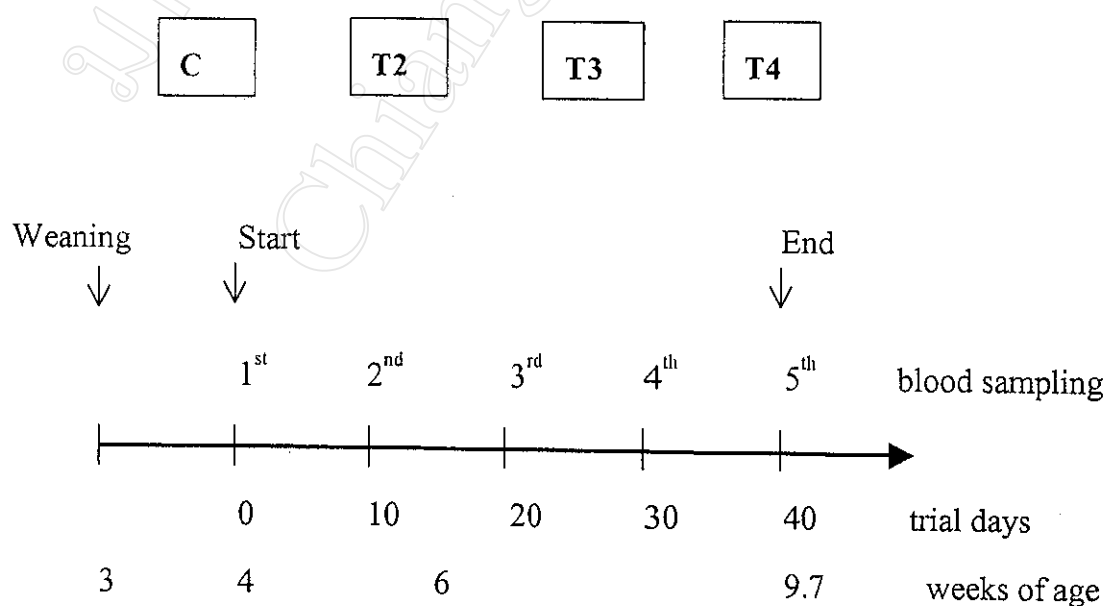 C T2 T3 T4
Weaning Start End
1st 2nd 3rd 4th 5th blood sampling
0 10 20 30 40 trial days
3 4 6 9.7 weeks of age